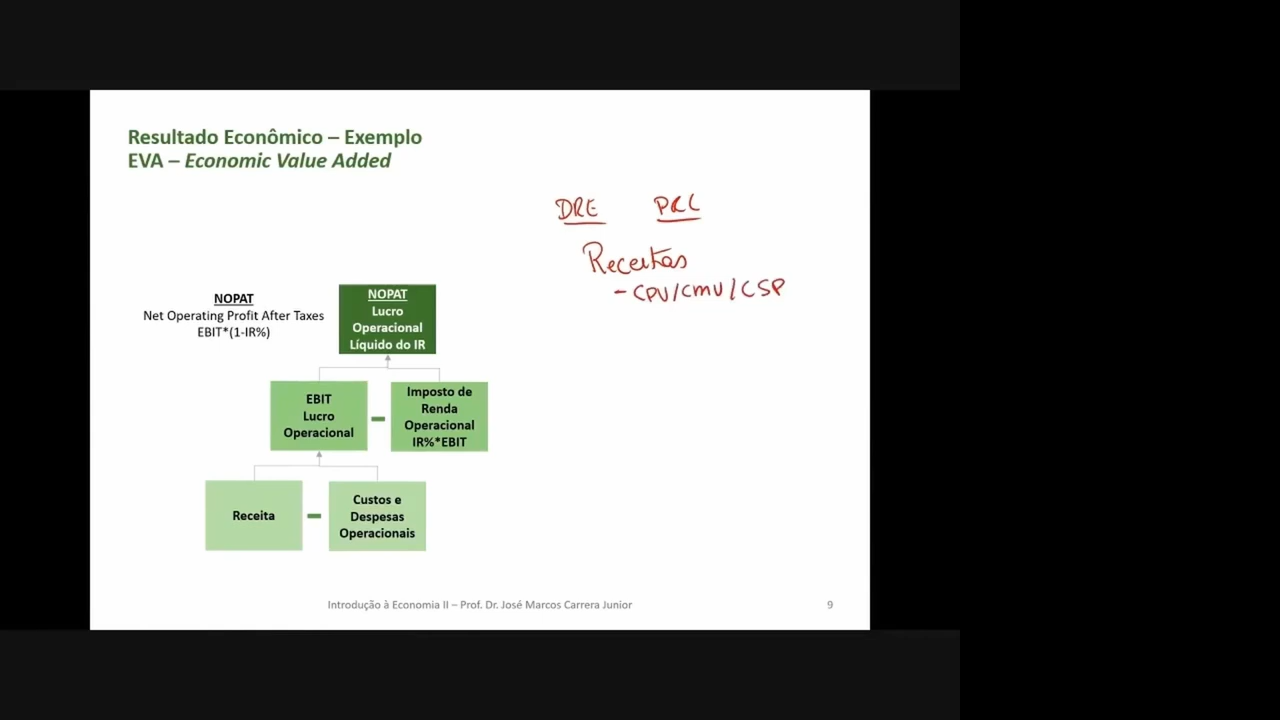 Resultado Econômico – Exemplo
EVA – Economic Value Added
DRE PRL
Receitas
- CPV/CMV/CSP
NOPAT
Net Operating Profit After Taxes
EBIT*(1-IR%)
NOPAT
Lucro
Operacional
Líquido do IR
EBIT
Lucro
Operacional
-
Imposto de
Renda
Operacional
IR%*EBIT
Receita
-
Custos e
Despesas
Operacionais
Introdução à Economia II – Prof. Dr. José Marcos Carrera Junior
9